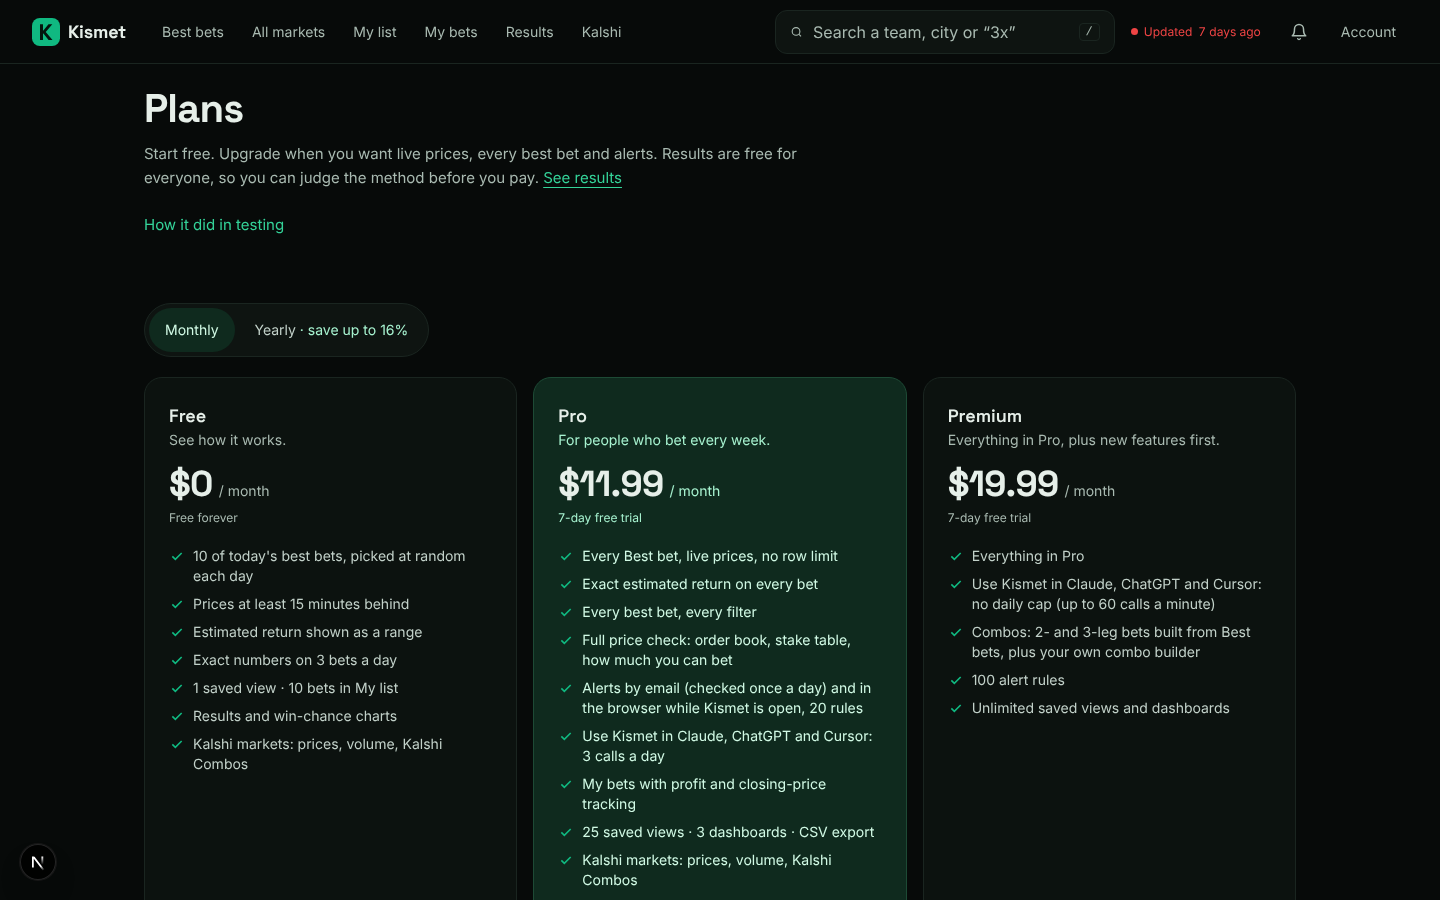 K Kismet Best bets All markets My list My bets Results Kalshi Search a team, city or “3x” / Updated 7 days ago Account
Plans
Start free. Upgrade when you want live prices, every best bet and alerts. Results are free for
everyone, so you can judge the method before you pay. See results
How it did in testing
Monthly Yearly · save up to 16%
Free
See how it works.
$0 / month
Free forever
10 of today's best bets, picked at random
each day
Prices at least 15 minutes behind
Estimated return shown as a range
Exact numbers on 3 bets a day
1 saved view · 10 bets in My list
Results and win-chance charts
Kalshi markets: prices, volume, Kalshi
Combos
Pro
For people who bet every week.
$11.99 / month
7-day free trial
Every Best bet, live prices, no row limit
Exact estimated return on every bet
Every best bet, every filter
Full price check: order book, stake table,
how much you can bet
Alerts by email (checked once a day) and in
the browser while Kismet is open, 20 rules
Use Kismet in Claude, ChatGPT and Cursor:
3 calls a day
My bets with profit and closing-price
tracking
25 saved views · 3 dashboards · CSV export
Kalshi markets: prices, volume, Kalshi
Combos
Premium
Everything in Pro, plus new features first.
$19.99 / month
7-day free trial
Everything in Pro
Use Kismet in Claude, ChatGPT and Cursor:
no daily cap (up to 60 calls a minute)
Combos: 2- and 3-leg bets built from Best
bets, plus your own combo builder
100 alert rules
Unlimited saved views and dashboards
N